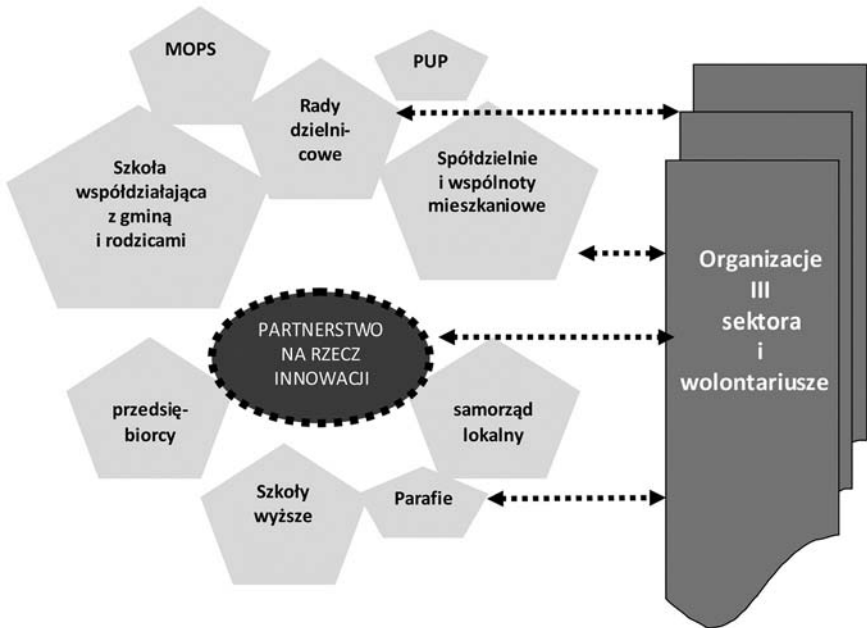 MOPS
PUP
Rady
dzielni-
cowe
Szkoła
współdziałająca
z gminą
i rodzicami
Spółdzielnie
i wspólnoty
mieszkaniowe
Organizacje
III
sektora
i
wolontariusze
PARTNERSTWO
NA RZECZ
INNOWACJI
przedsię-
biorcy
samorząd
lokalny
Szkoły
wyższe
Parafie